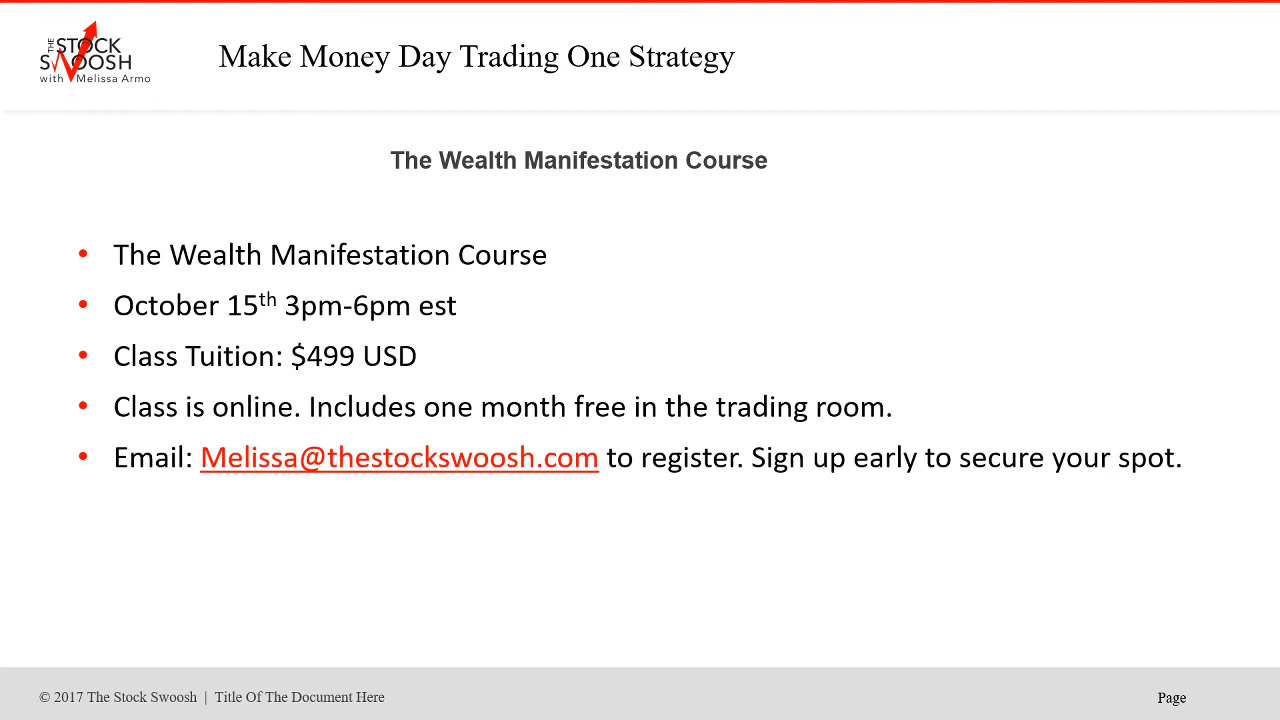 THE STOCK
SWOOSH
with Melissa Armo
Make Money Day Trading One Strategy
The Wealth Manifestation Course
• The Wealth Manifestation Course
• October 15th 3pm-6pm est
• Class Tuition: $499 USD
• Class is online. Includes one month free in the trading room.
• Email: Melissa@thestockswoosh.com to register. Sign up early to secure your spot.
© 2017 The Stock Swoosh | Title Of The Document Here
Page